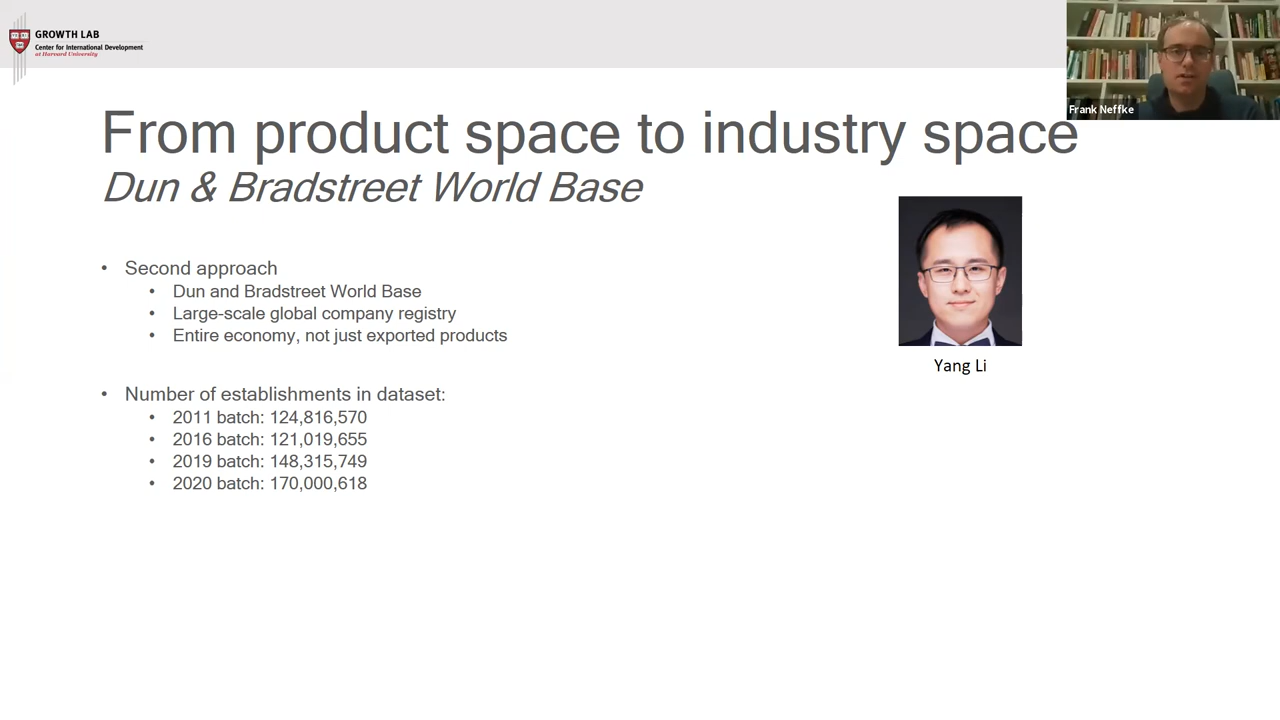 GROWTH LAB
Center for International Development
at Harvard University
Frank Neffke
From product space to industry space
Dun & Bradstreet World Base
• Second approach
• Dun and Bradstreet World Base
• Large-scale global company registry
• Entire economy, not just exported products
• Number of establishments in dataset:
• 2011 batch: 124,816,570
• 2016 batch: 121,019,655
• 2019 batch: 148,315,749
• 2020 batch: 170,000,618
Yang Li